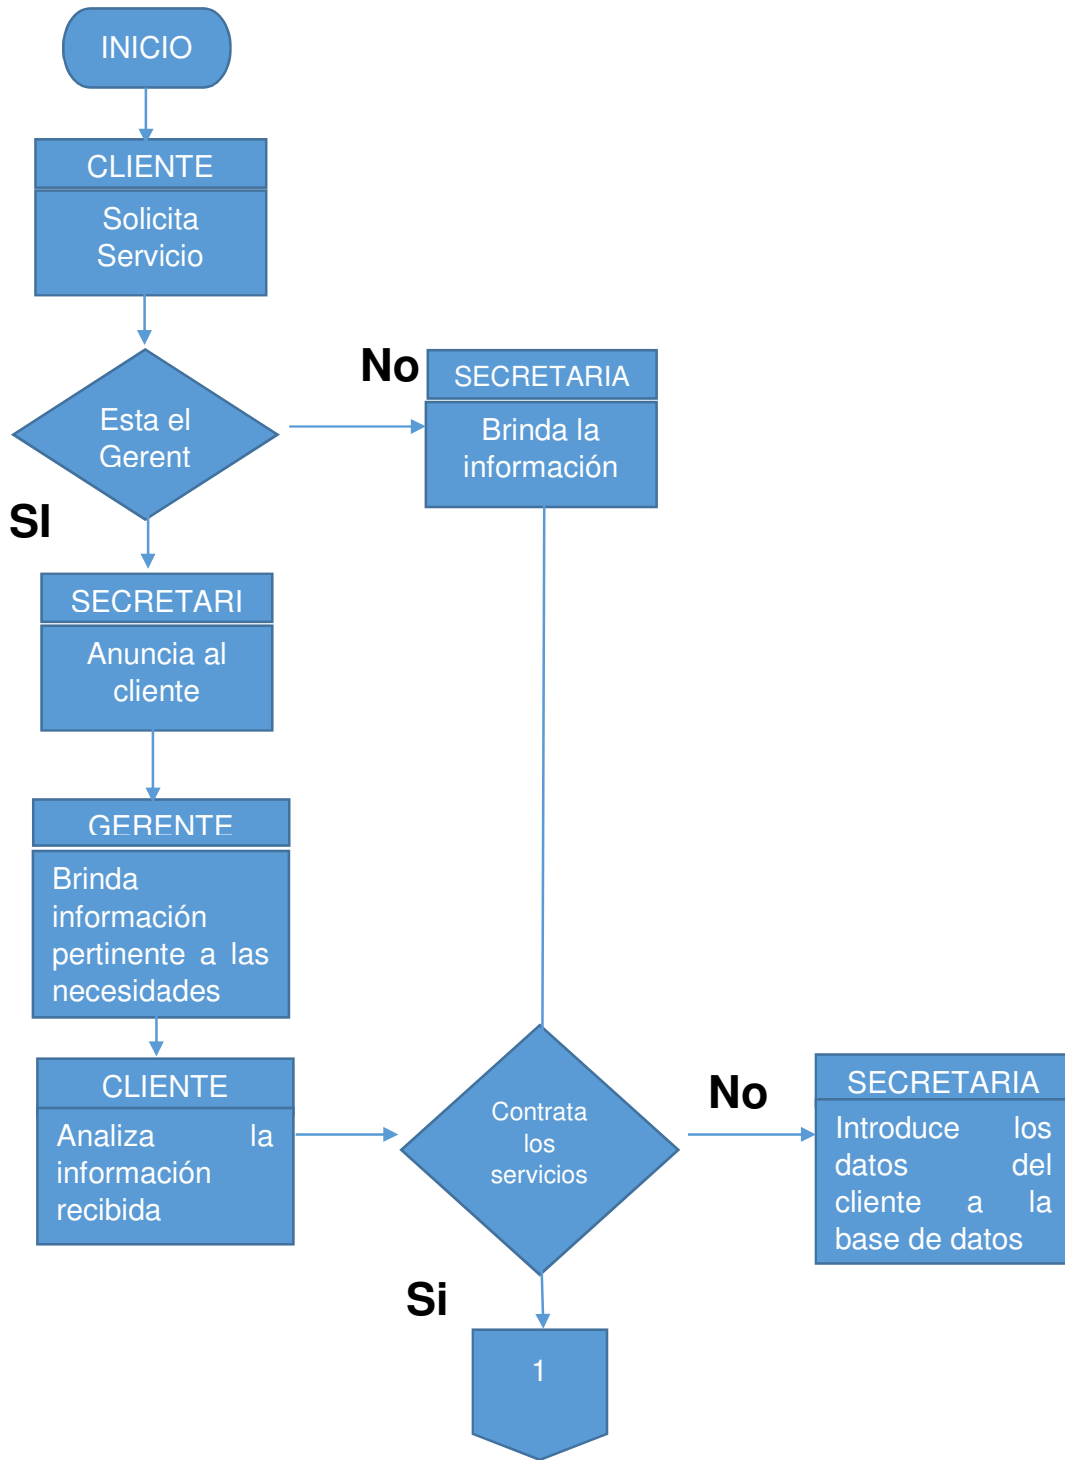 INICIO
CLIENTE
Solicita
Servicio
Esta el
Gerent
No
SECRETARIA
Brinda la
información
SI
SECRETARI
Anuncia al
cliente
GERENTE
Brinda
información
pertinente a las
necesidades
CLIENTE
Analiza la
información
recibida
Contrata
los
servicios
No
SECRETARIA
Introduce los
datos del
cliente a la
base de datos
Si
1